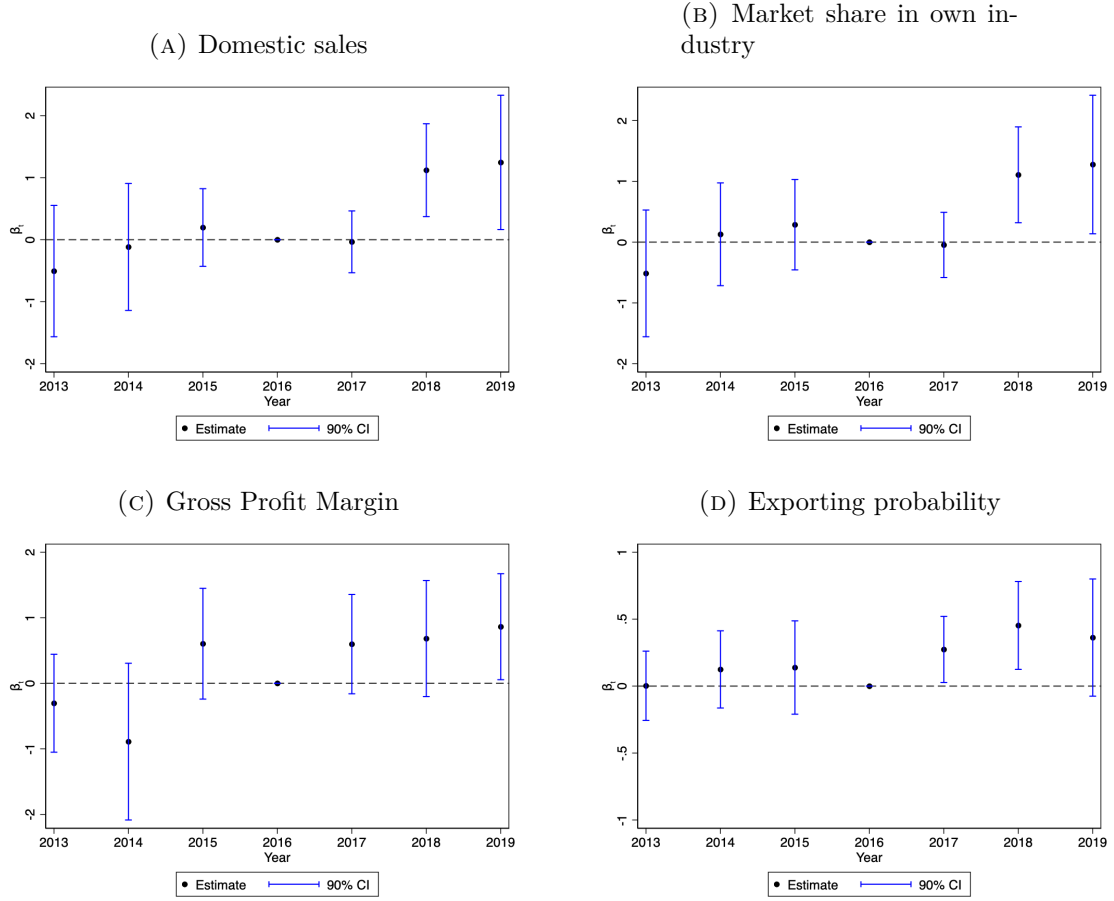 (A) Domestic sales
2
1
0
-1
-2
βt
2013 2014 2015 2016 2017 2018 2019
Year
Estimate 90% CI
(B) Market share in own in-
dustry
2
1
0
-1
-2
βt
2013 2014 2015 2016 2017 2018 2019
Year
Estimate 90% CI
(C) Gross Profit Margin
2
1
0
-1
-2
βt
2013 2014 2015 2016 2017 2018 2019
Year
Estimate 90% CI
(D) Exporting probability
1
.5
0
-.5
-1
βt
2013 2014 2015 2016 2017 2018 2019
Year
Estimate 90% CI